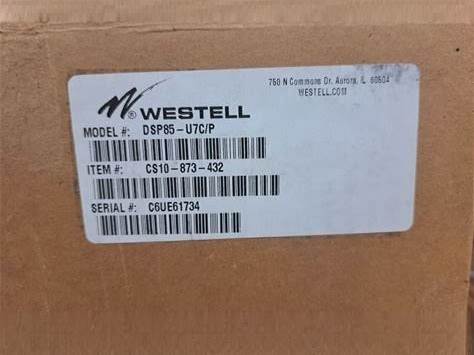 750 N Commons Dr. Aurora, IL 60504
WESTELL.COM
® WESTELL
MODEL #: DSP85-U7C/P
ITEM #: CS10-873-432
SERIAL #: C6UE61734